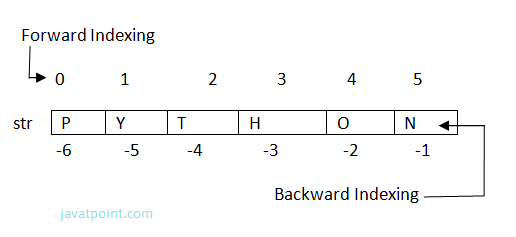 Forward Indexing
0 1 2 3 4 5
str P Y T H O N
-6 -5 -4 -3 -2 -1
Backward Indexing
javatpoint.com